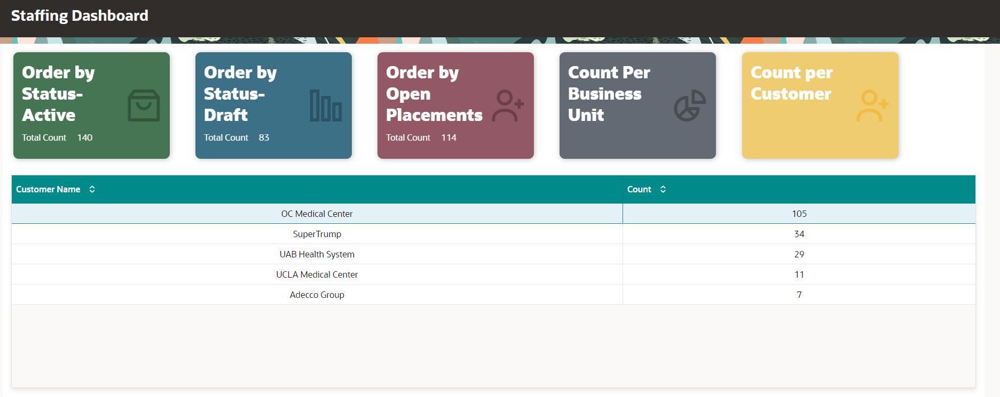 Staffing Dashboard
Order by
Status-
Active
Total Count 140
Order by
Status-
Draft
Total Count 83
Order by
Open
Placements
Total Count 114
Count Per
Business
Unit
Count per
Customer
Customer Name Count
OC Medical Center 105
SuperTrump 34
UAB Health System 29
UCLA Medical Center 11
Adecco Group 7